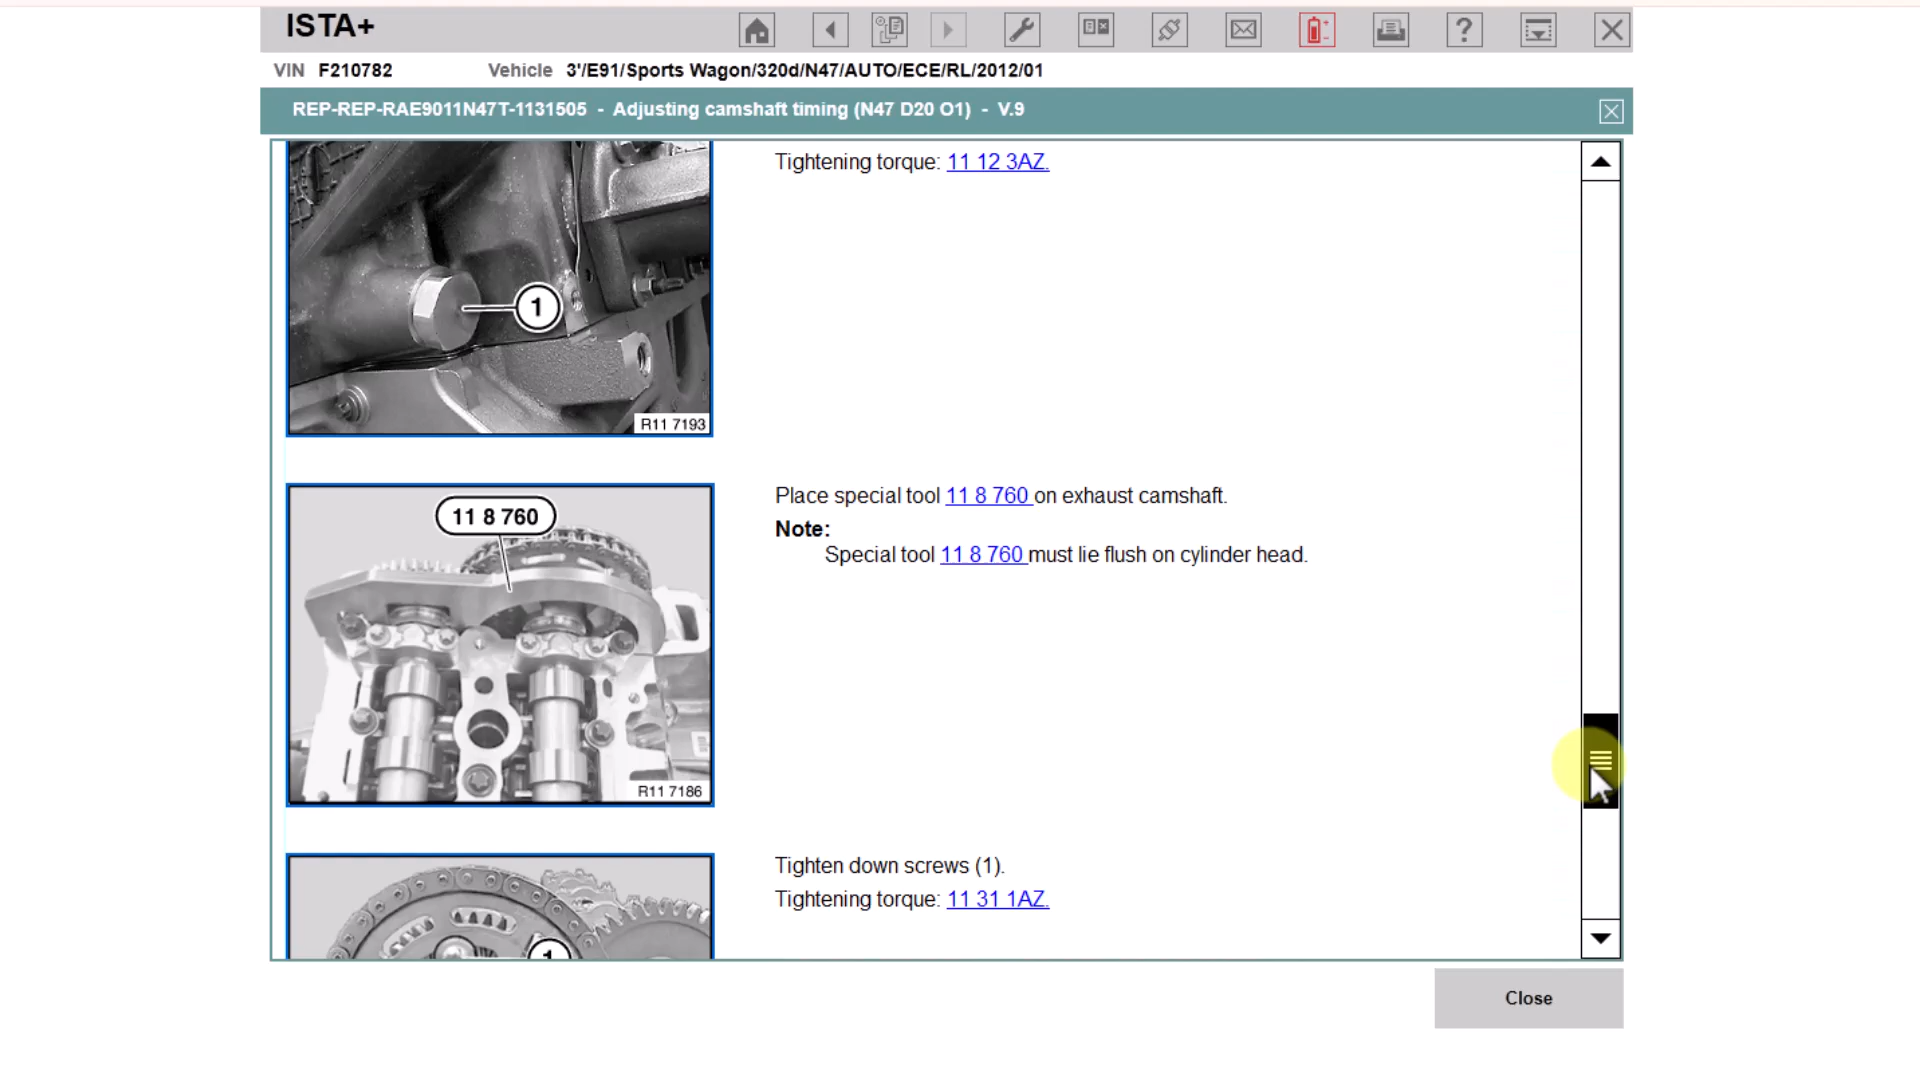 ISTA+
VIN F210782 Vehicle 3'/E91/Sports Wagon/320d/N47/AUTO/ECE/RL/2012/01
REP-REP-RAE9011N47T-1131505 - Adjusting camshaft timing (N47 D20 O1) - V.9
Tightening torque: 11 12 3AZ.
1
R11 7193
11 8 760
Place special tool 11 8 760 on exhaust camshaft.
Note:
Special tool 11 8 760 must lie flush on cylinder head.
R11 7186
Tighten down screws (1).
Tightening torque: 11 31 1AZ.
1
Close